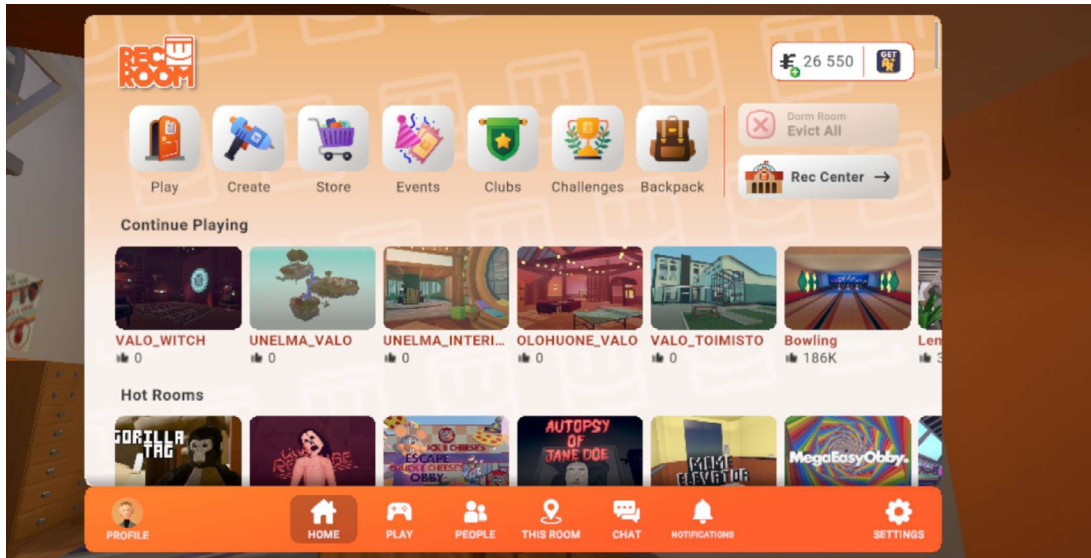 REC
ROOM
26 550
GET
RR
Dorm Room
Evict All
Rec Center →
Play
Create
Store
Events
Clubs
Challenges
Backpack
Continue Playing
VALO_WITCH
0
UNELMA_VALO
0
UNELMA_INTERI...
0
OLOHUONE_VALO
0
VALO_TOIMISTO
0
Bowling
186K
Hot Rooms
GORILLA
TAG
ESCAPE
OBBY
AUTOPSY
OF
JANE DOE
MEME
ELEVATOR
MegaEasyObby.
PROFILE
HOME
PLAY
PEOPLE
THIS ROOM
CHAT
NOTIFICATIONS
SETTINGS